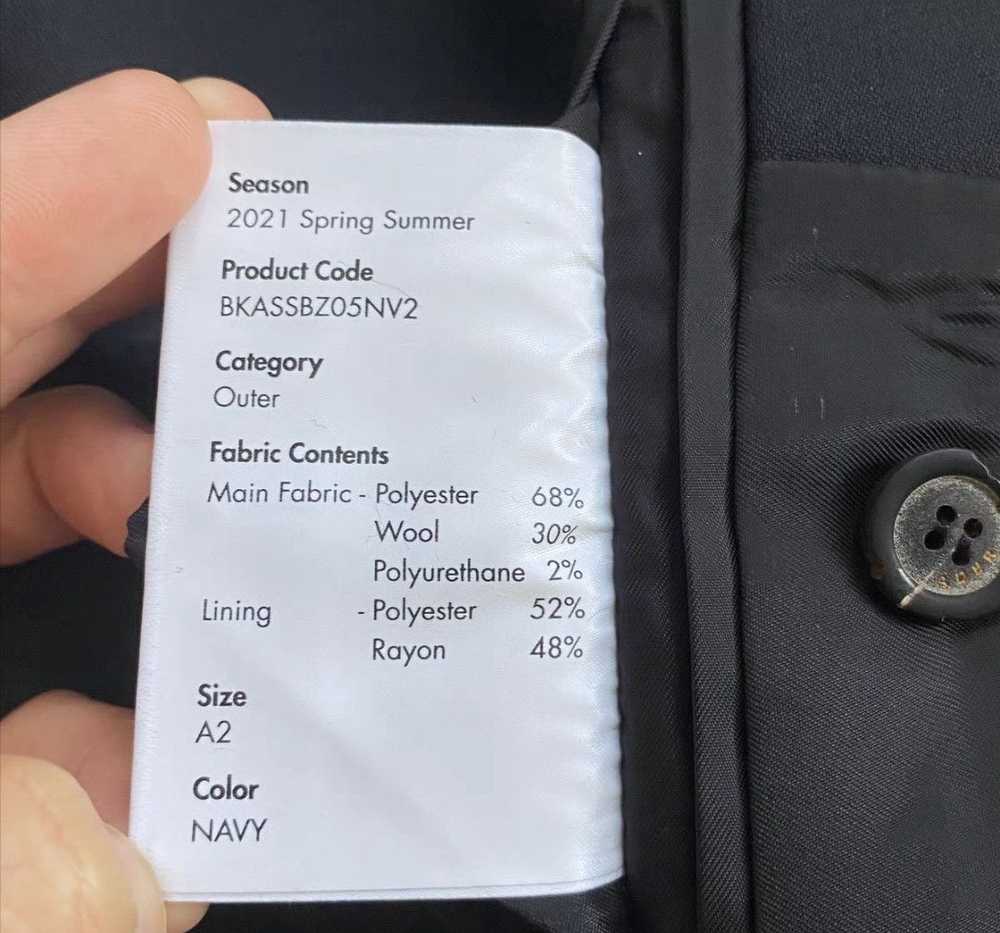 Season
2021 Spring Summer
Product Code
BKASSBZ05NV2
Category
Outer
Fabric Contents
Main Fabric - Polyester 68%
Wool 30%
Polyurethane 2%
Lining - Polyester 52%
Rayon 48%
Size
A2
Color
NAVY